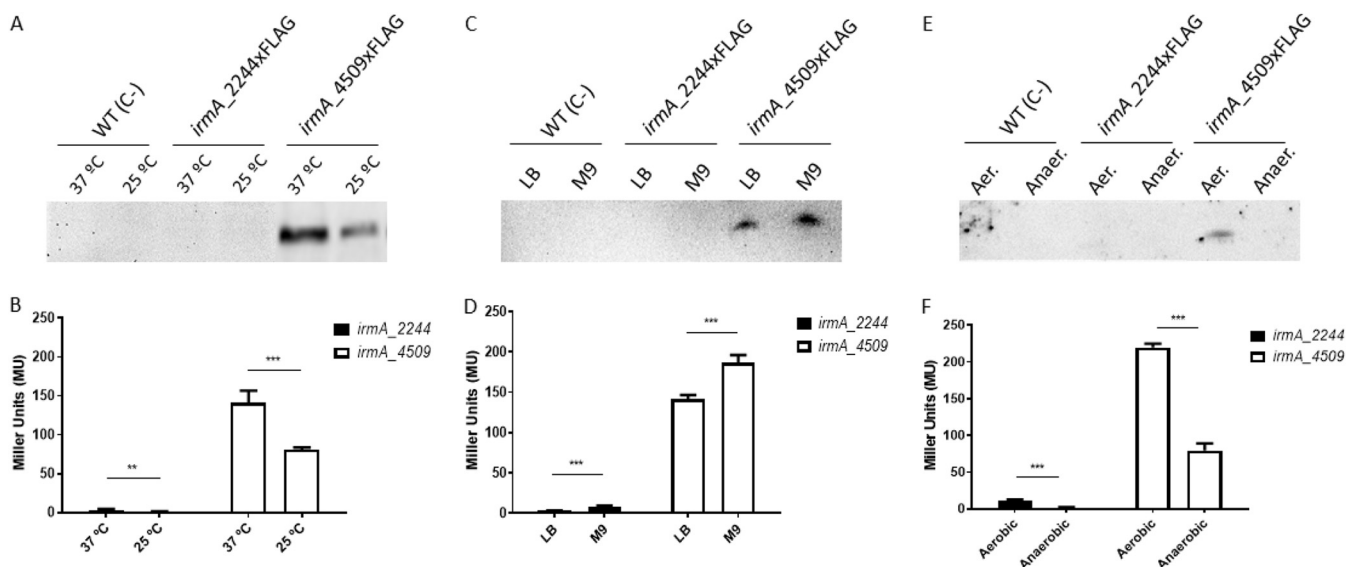 A
WT (C-)
irmA_2244xFLAG
irmA_4509xFLAG
37 ºC
25 ºC
37 ºC
25 ºC
37 ºC
25 ºC
C
WT (C-)
irmA_2244xFLAG
irmA_4509xFLAG
LB
M9
LB
M9
LB
M9
E
WT (C-)
irmA_2244xFLAG
irmA_4509xFLAG
Aer.
Anaer.
Aer.
Anaer.
Aer.
Anaer.
B
Miller Units (MU)
250
200
150
100
50
0
**
***
irmA_2244
irmA_4509
37 ºC
25 ºC
37 ºC
25 ºC
D
Miller Units (MU)
250
200
150
100
50
0
***
***
irmA_2244
irmA_4509
LB
M9
LB
M9
F
Miller Units (MU)
250
200
150
100
50
0
***
***
irmA_2244
irmA_4509
Aerobic
Anaerobic
Aerobic
Anaerobic